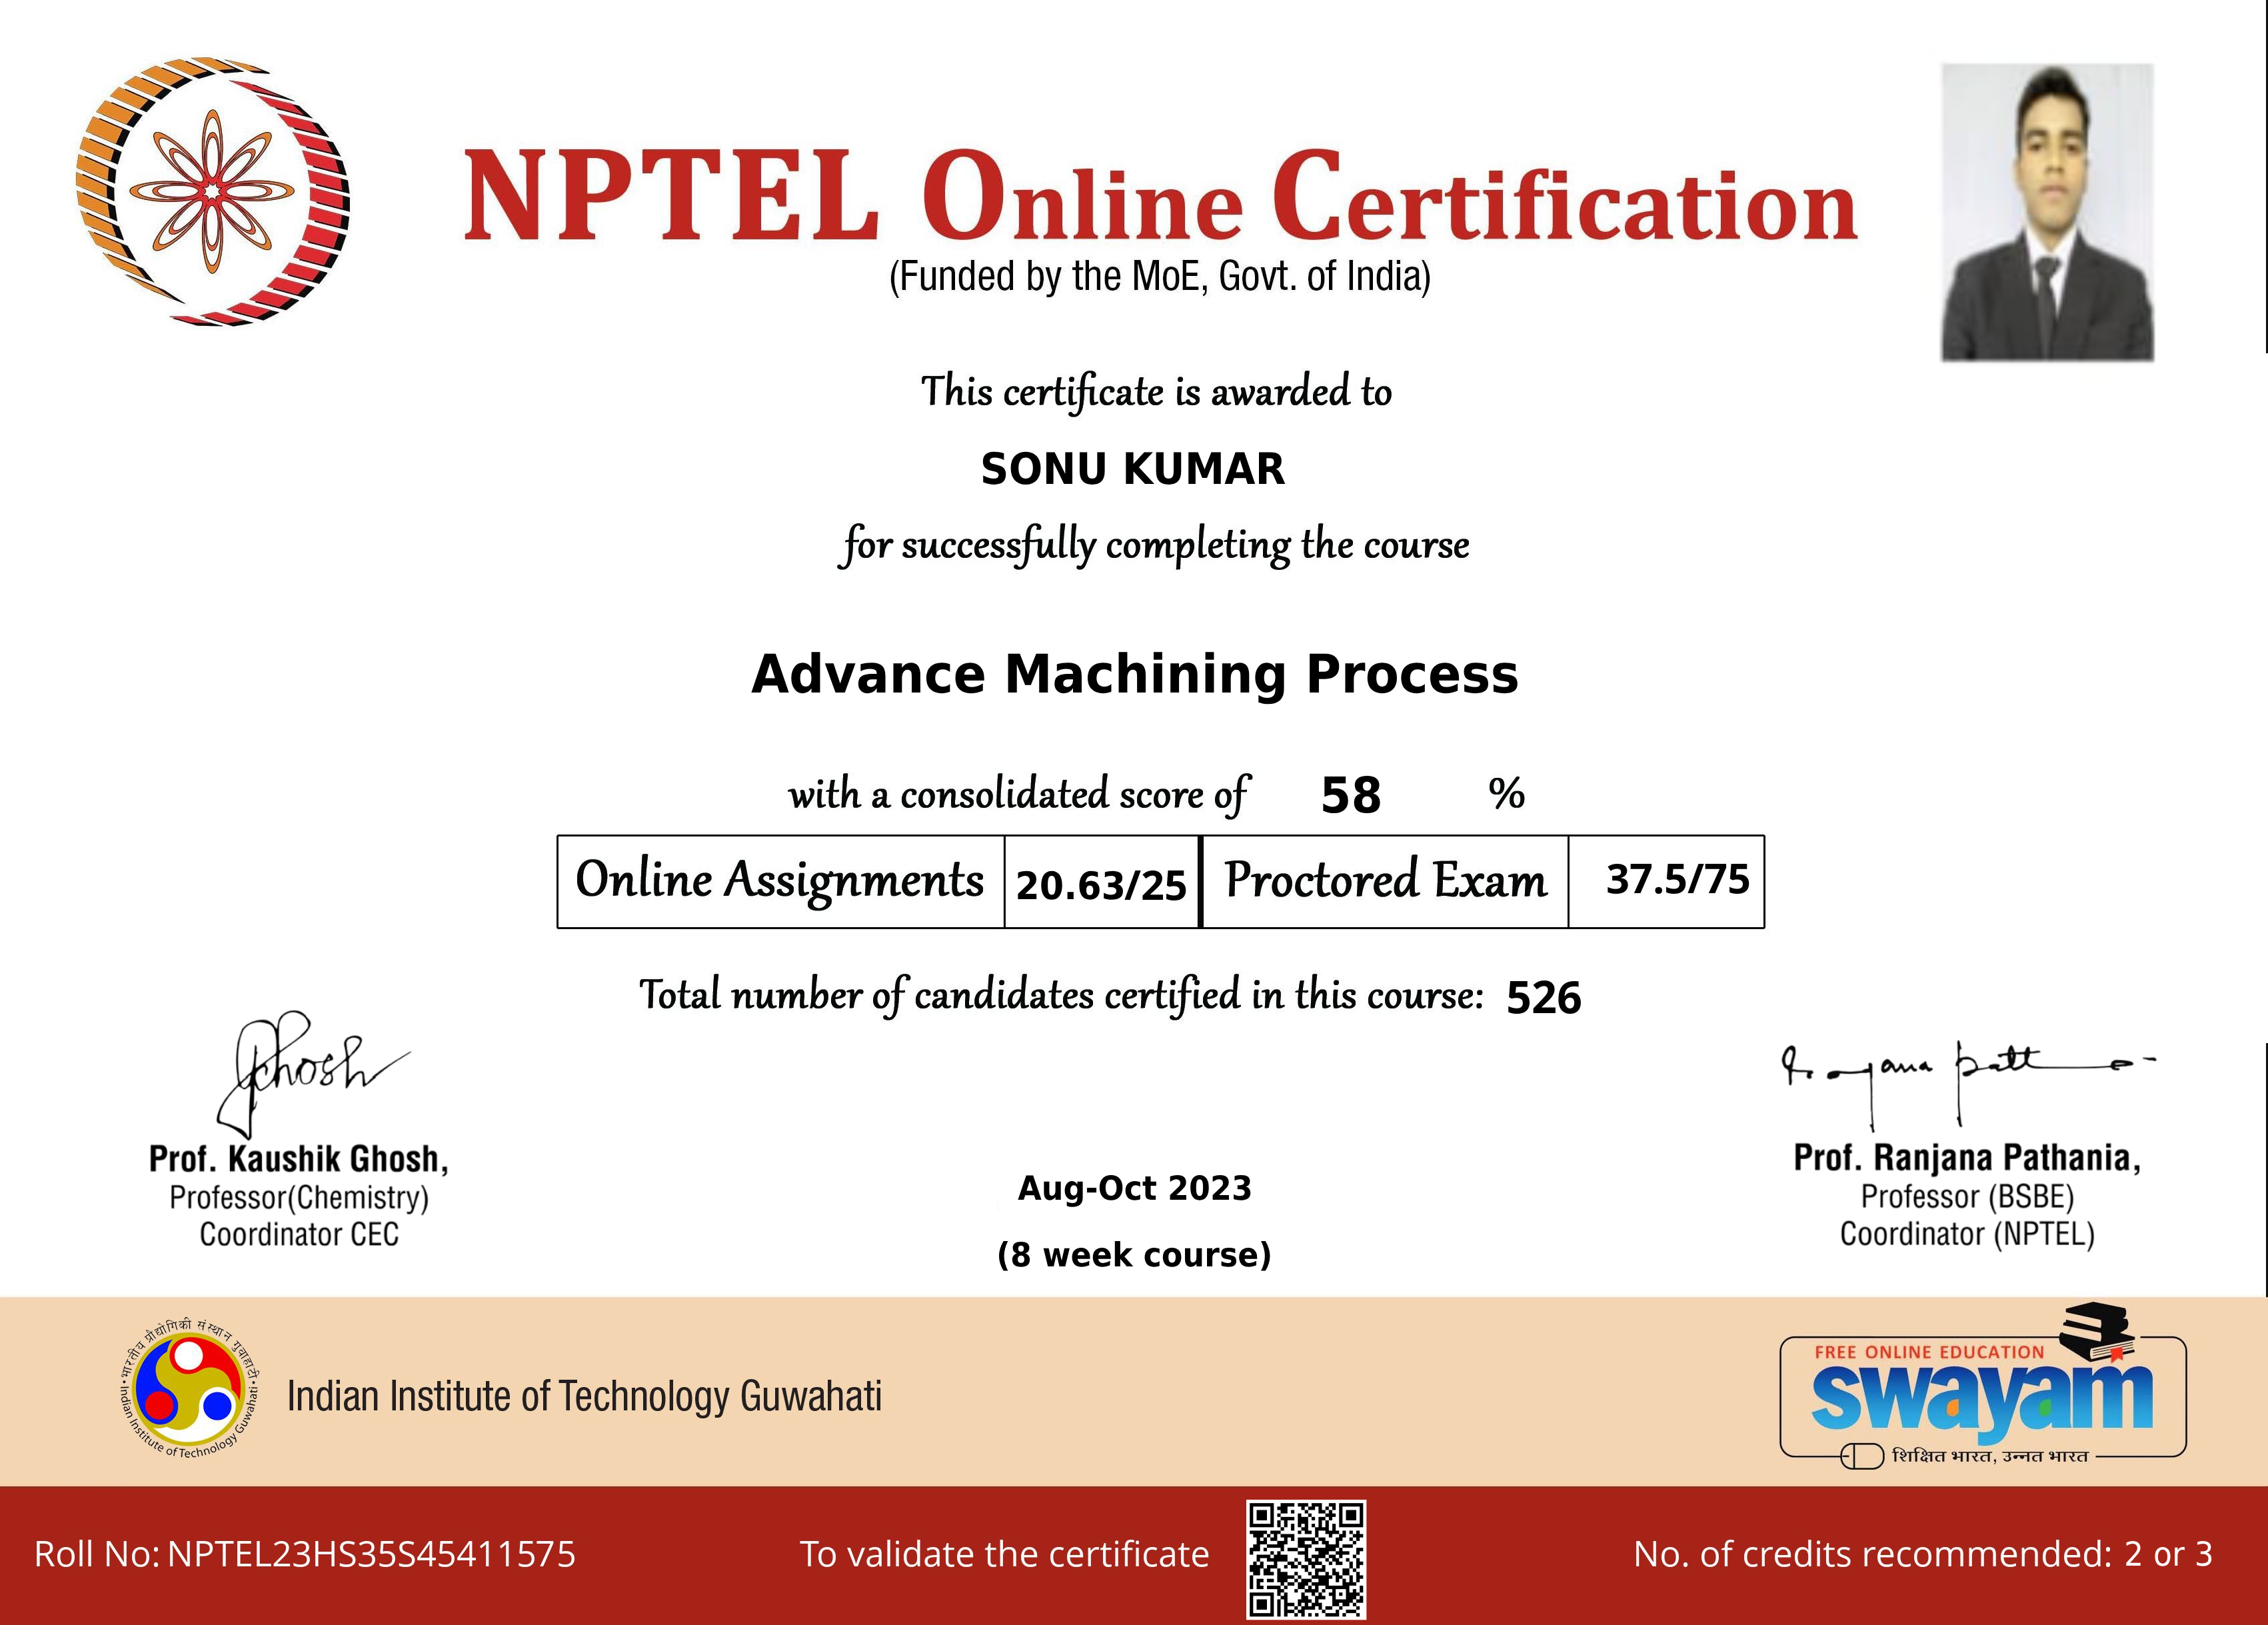 NPTEL Online Certification
(Funded by the MoE, Govt. of India)
This certificate is awarded to
SONU KUMAR
for successfully completing the course
Advance Machining Process
with a consolidated score of 58 %
Online Assignments 20.63/25 Proctored Exam 37.5/75
Total number of candidates certified in this course: 526
Ghosh
Prof. Kaushik Ghosh,
Professor(Chemistry)
Coordinator CEC
Prof. Ranjana Pathania,
Professor (BSBE)
Coordinator (NPTEL)
Aug-Oct 2023
(8 week course)
भारतीय प्रौद्योगिकी संस्थान गुवाहाटी
Indian Institute of Technology Guwahati
Indian Institute of Technology Guwahati
FREE ONLINE EDUCATION
swayam
शिक्षित भारत, उन्नत भारत
Roll No: NPTEL23HS35S45411575
To validate the certificate
No. of credits recommended: 2 or 3